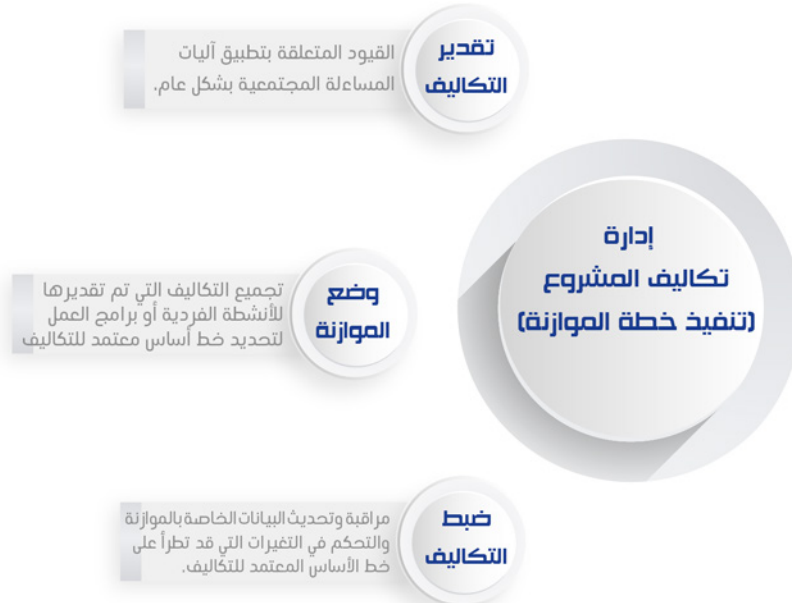 إدارة
تكاليف المشروع
(تنفيذ خطة الموازنة)
تقدير
التكاليف
القيود المتعلقة بتطبيق آليات
المساءلة المجتمعية بشكل عام.
وضع
الموازنة
تجميع التكاليف التي تم تقديرها
للأنشطة الفردية أو برامج العمل
لتحديد خط أساس معتمد للتكاليف
ضبط
التكاليف
مراقبة وتحديث البيانات الخاصة بالموازنة
والتحكم في التغيرات التي قد تطرأ على
خط الأساس المعتمد للتكاليف.